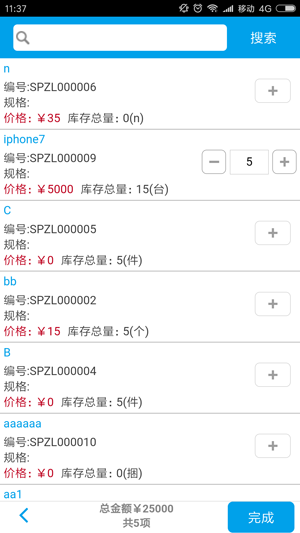 11:37
移动 4G
搜索
n
编号:SPZL000006
规格:
价格:￥35 库存总量:0(n)
iphone7
编号:SPZL000009
规格:
价格:￥5000 库存总量:15(台)
5
C
编号:SPZL000005
规格:
价格:￥0 库存总量:5(件)
bb
编号:SPZL000002
规格:
价格:￥15 库存总量:5(个)
B
编号:SPZL000004
规格:
价格:￥0 库存总量:5(件)
aaaaaa
编号:SPZL000010
规格:
价格:￥0 库存总量:0(捆)
aa1
总金额￥25000
共5项
完成